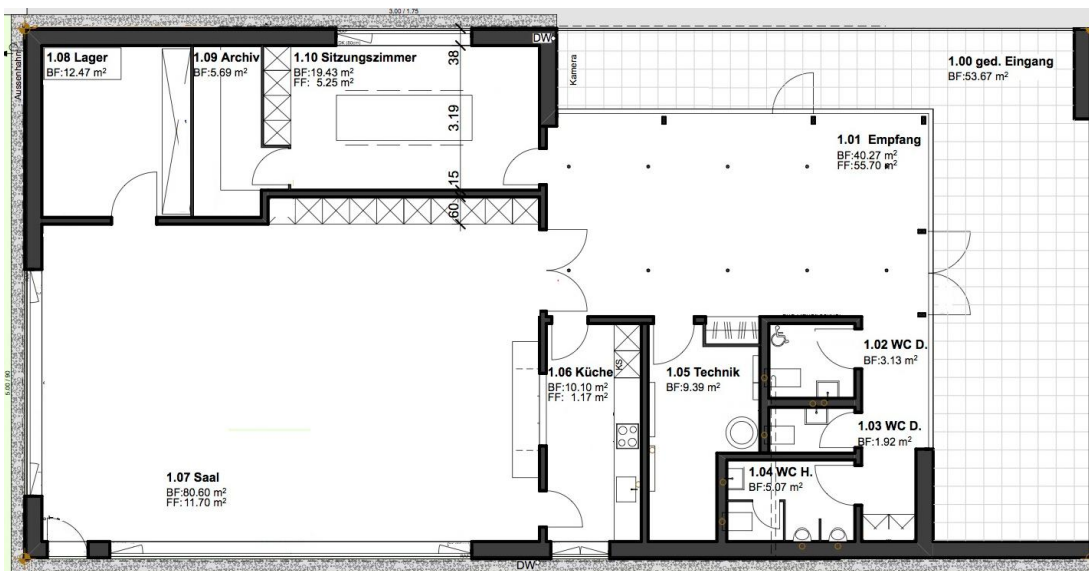 3.00 / 1.75
DW
Aussenhahn
1.08 Lager
BF:12.47 m²
1.09 Archiv
BF:5.69 m²
1.10 Sitzungszimmer
BF:19.43 m²
FF: 5.25 m²
38
3.19
15
60
Kamera
1.00 ged. Eingang
BF:53.67 m²
1.01 Empfang
BF:40.27 m²
FF:55.70 m²
1.02 WC D.
BF:3.13 m²
1.06 Küche
BF:10.10 m²
FF: 1.17 m²
KS
1.05 Technik
BF:9.39 m²
1.03 WC D.
BF:1.92 m²
1.04 WC H.
BF:5.07 m²
1.07 Saal
BF:80.60 m²
FF:11.70 m²
5.00 / 90
DW